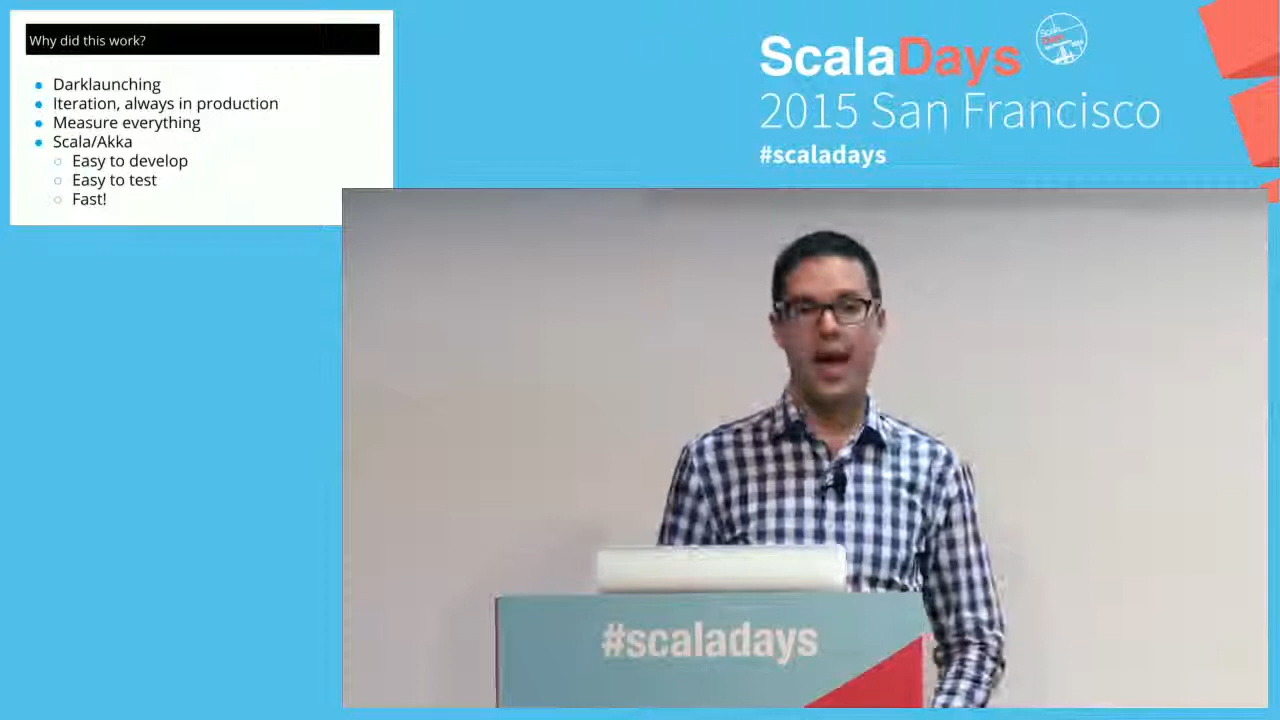 Why did this work?
Darklaunching
Iteration, always in production
Measure everything
Scala/Akka
Easy to develop
Easy to test
Fast!
ScalaDays
2015 San Francisco
#scaladays
#scaladays